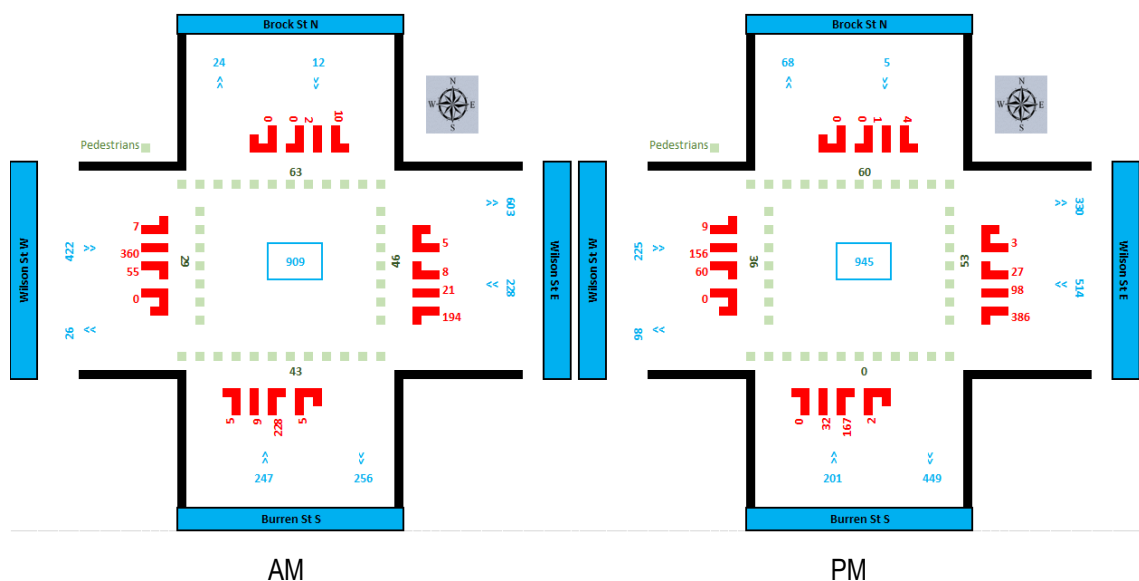 Brock St N
24
12
N
W
E
S
0
0
2
10
Pedestrians
63
Wilson St W
7
422
360
55
0
26
29
909
46
603
5
8
228
21
194
Wilson St E
43
5
9
228
5
247
256
Burren St S
AM
Brock St N
68
5
N
W
E
S
0
0
1
4
Pedestrians
60
Wilson St W
9
225
156
60
0
98
36
945
53
330
3
27
514
98
386
Wilson St E
0
0
32
167
2
201
449
Burren St S
PM